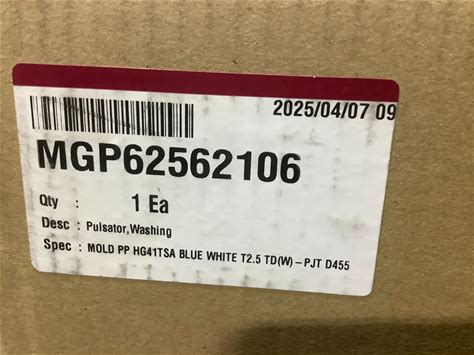 2025/04/07 09
MGP62562106
Qty : 1 Ea
Desc : Pulsator,Washing
Spec : MOLD PP HG41TSA BLUE WHITE T2.5 TD(W)-PJT D455